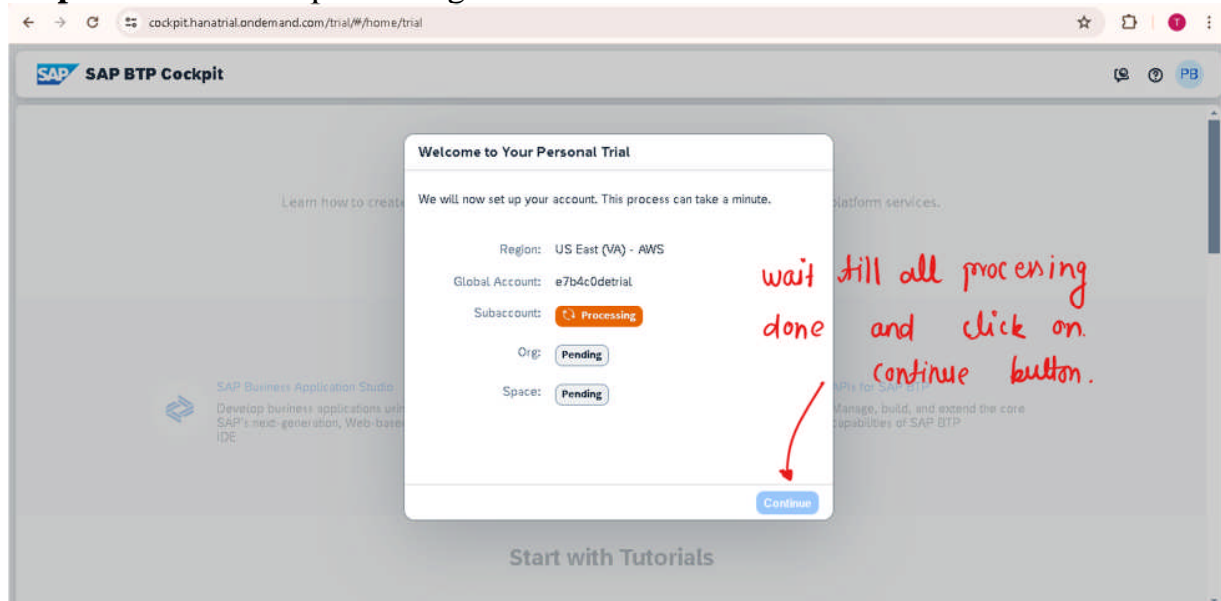 cockpit.hanatrial.ondemand.com/trial/#/home/trial
T
SAP SAP BTP Cockpit
PB
Welcome to Your Personal Trial
We will now set up your account. This process can take a minute.
Learn how to create
platform services.
Region: US East (VA) - AWS
Global Account: e7b4c0detrial
Subaccount: Processing
Org: Pending
Space: Pending
wait till all procesing
done and click on.
continue button.
SAP Business Application Studio
APIs for SAP BTP
Develop business applications
Manage, build, and extend the core
SAP's next-generation, Web-based
capabilities of SAP BTP
IDE
Continue
Start with Tutorials